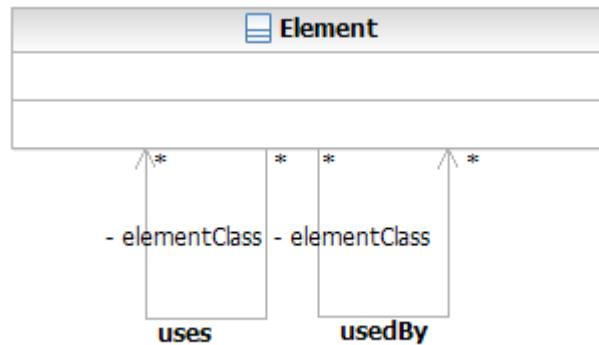 Element
* * * *
- elementClass - elementClass
uses usedBy